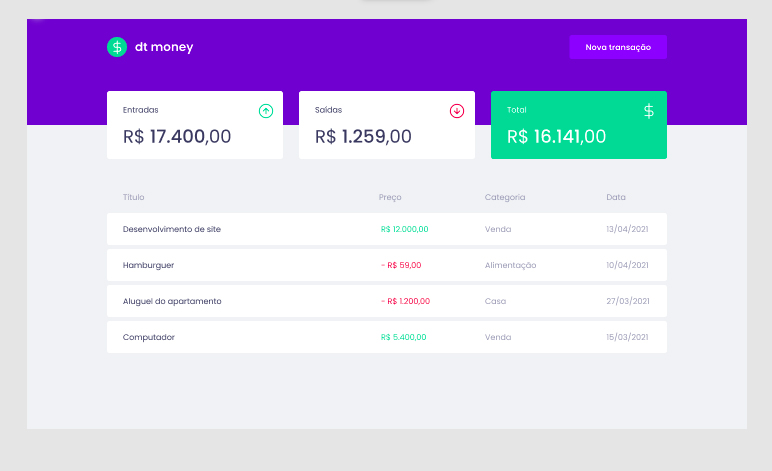 dt money
Nova transação
Entradas
R$ 17.400,00
Saídas
R$ 1.259,00
Total
R$ 16.141,00
Título Preço Categoria Data
Desenvolvimento de site R$ 12.000,00 Venda 13/04/2021
Hamburguer - R$ 59,00 Alimentação 10/04/2021
Aluguel do apartamento - R$ 1.200,00 Casa 27/03/2021
Computador R$ 5.400,00 Venda 15/03/2021